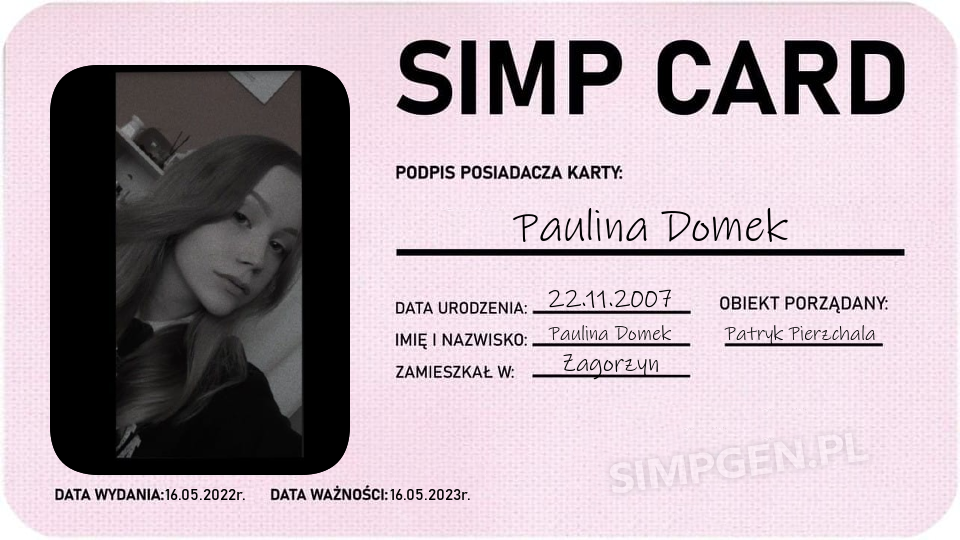 SIMP CARD
PODPIS POSIADACZA KARTY:
Paulina Domek
DATA URODZENIA: 22.11.2007
IMIĘ I NAZWISKO: Paulina Domek
ZAMIESZKAŁ W: Zagorzyn
OBIEKT PORZĄDANY:
Patryk Pierzchala
SIMPGEN.PL
DATA WYDANIA:16.05.2022r. DATA WAŻNOŚCI:16.05.2023r.